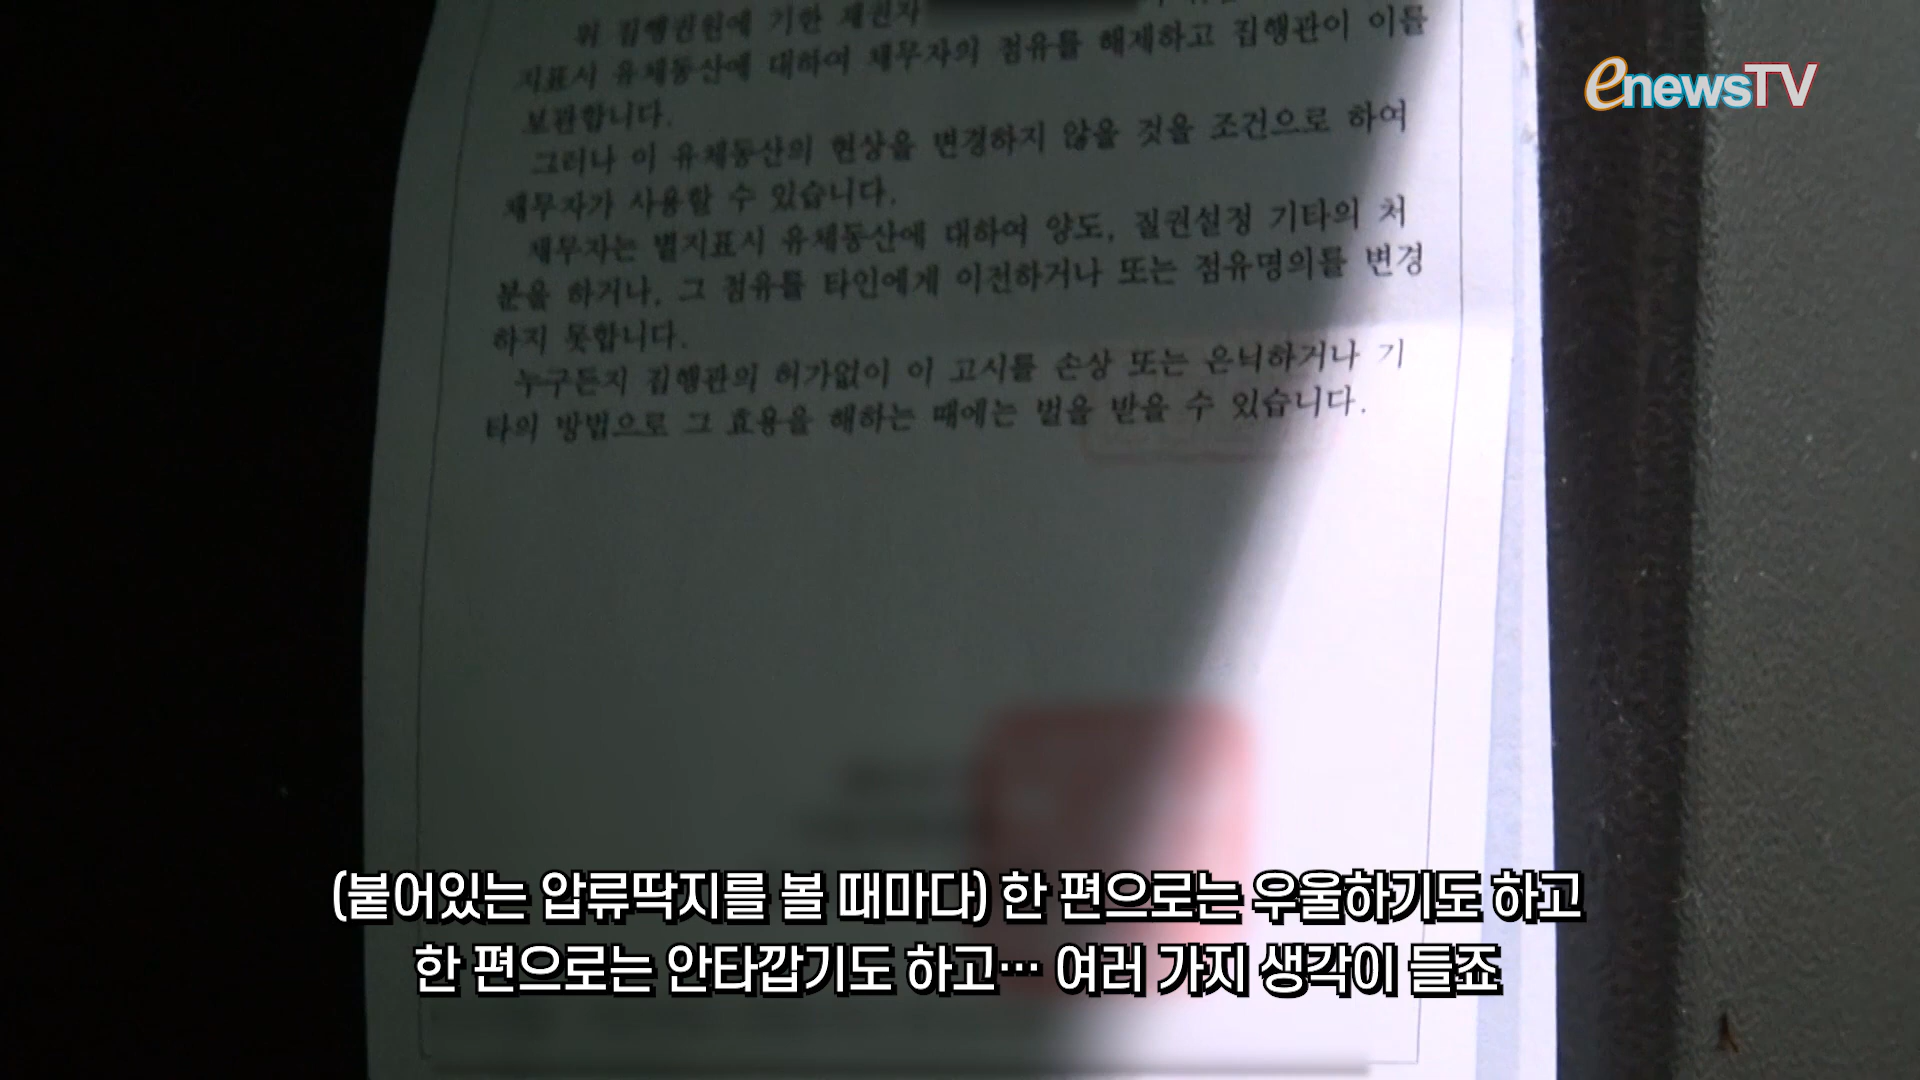 위 집행권원에 기한 채권자
지표시 유체동산에 대하여 채무자의 점유를 해제하고 집행관이 이를
보관합니다.
그러나 이 유체동산의 현상을 변경하지 않을 것을 조건으로 하여
채무자가 사용할 수 있습니다.
채무자는 별지표시 유체동산에 대하여 양도, 질권설정 기타의 처
분을 하거나, 그 점유를 타인에게 이전하거나 또는 점유명의를 변경
하지 못합니다.
누구든지 집행관의 허가없이 이 고시를 손상 또는 은닉하거나 기
타의 방법으로 그 효용을 해하는 때에는 벌을 받을 수 있습니다.
enewsTV
(붙어있는 압류딱지를 볼 때마다) 한 편으로는 우울하기도 하고
한 편으로는 안타깝기도 하고… 여러 가지 생각이 들죠